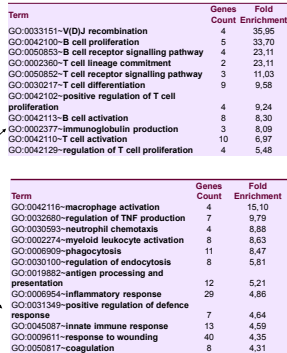 Term Genes Count Fold Enrichment
GO:0033151~V(D)J recombination 4 35,95
GO:0042100~B cell proliferation 5 33,70
GO:0050853~B cell receptor signalling pathway 4 23,11
GO:0002360~T cell lineage commitment 2 23,11
GO:0050852~T cell receptor signalling pathway 3 11,03
GO:0030217~T cell differentiation 9 9,58
GO:0042102~positive regulation of T cell
proliferation 4 9,24
GO:0042113~B cell activation 8 8,30
GO:0002377~immunoglobulin production 3 8,09
GO:0042110~T cell activation 10 6,97
GO:0042129~regulation of T cell proliferation 4 5,48
Term Genes Count Fold Enrichment
GO:0042116~macrophage activation 4 15,10
GO:0032680~regulation of TNF production 7 9,79
GO:0030593~neutrophil chemotaxis 4 8,88
GO:0002274~myeloid leukocyte activation 8 8,63
GO:0006909~phagocytosis 11 8,47
GO:0030100~regulation of endocytosis 8 5,81
GO:0019882~antigen processing and
presentation 12 5,21
GO:0006954~inflammatory response 29 4,86
GO:0031349~positive regulation of defence
response 7 4,64
GO:0045087~innate immune response 13 4,59
GO:0009611~response to wounding 40 4,35
GO:0050817~coagulation 8 4,31